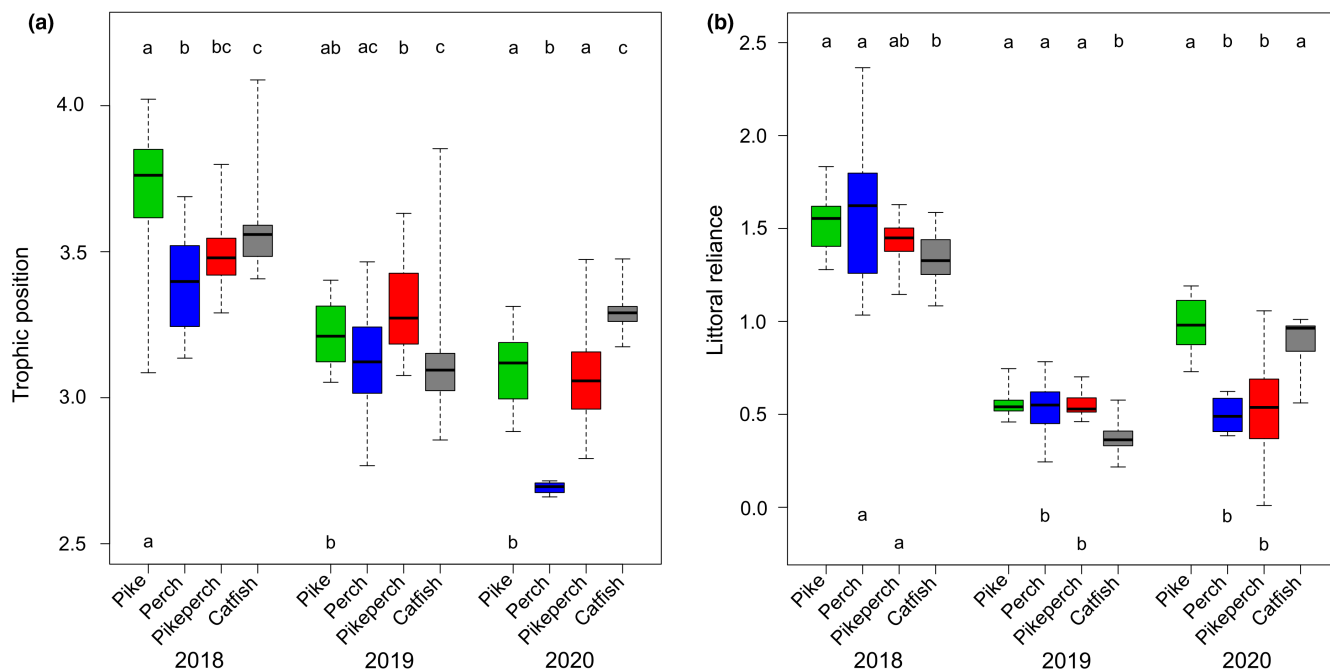 (a)
a b bc c ab ac b c a b a c
4.0
3.5
3.0
2.5
Trophic position
a b b
Pike Perch Pikeperch Catfish Pike Perch Pikeperch Catfish Pike Perch Pikeperch Catfish
2018 2019 2020
(b)
2.5
a a ab b a a a b a b b a
2.0
1.5
1.0
0.5
0.0
Littoral reliance
a b b
a b b
Pike Perch Pikeperch Catfish Pike Perch Pikeperch Catfish Pike Perch Pikeperch Catfish
2018 2019 2020